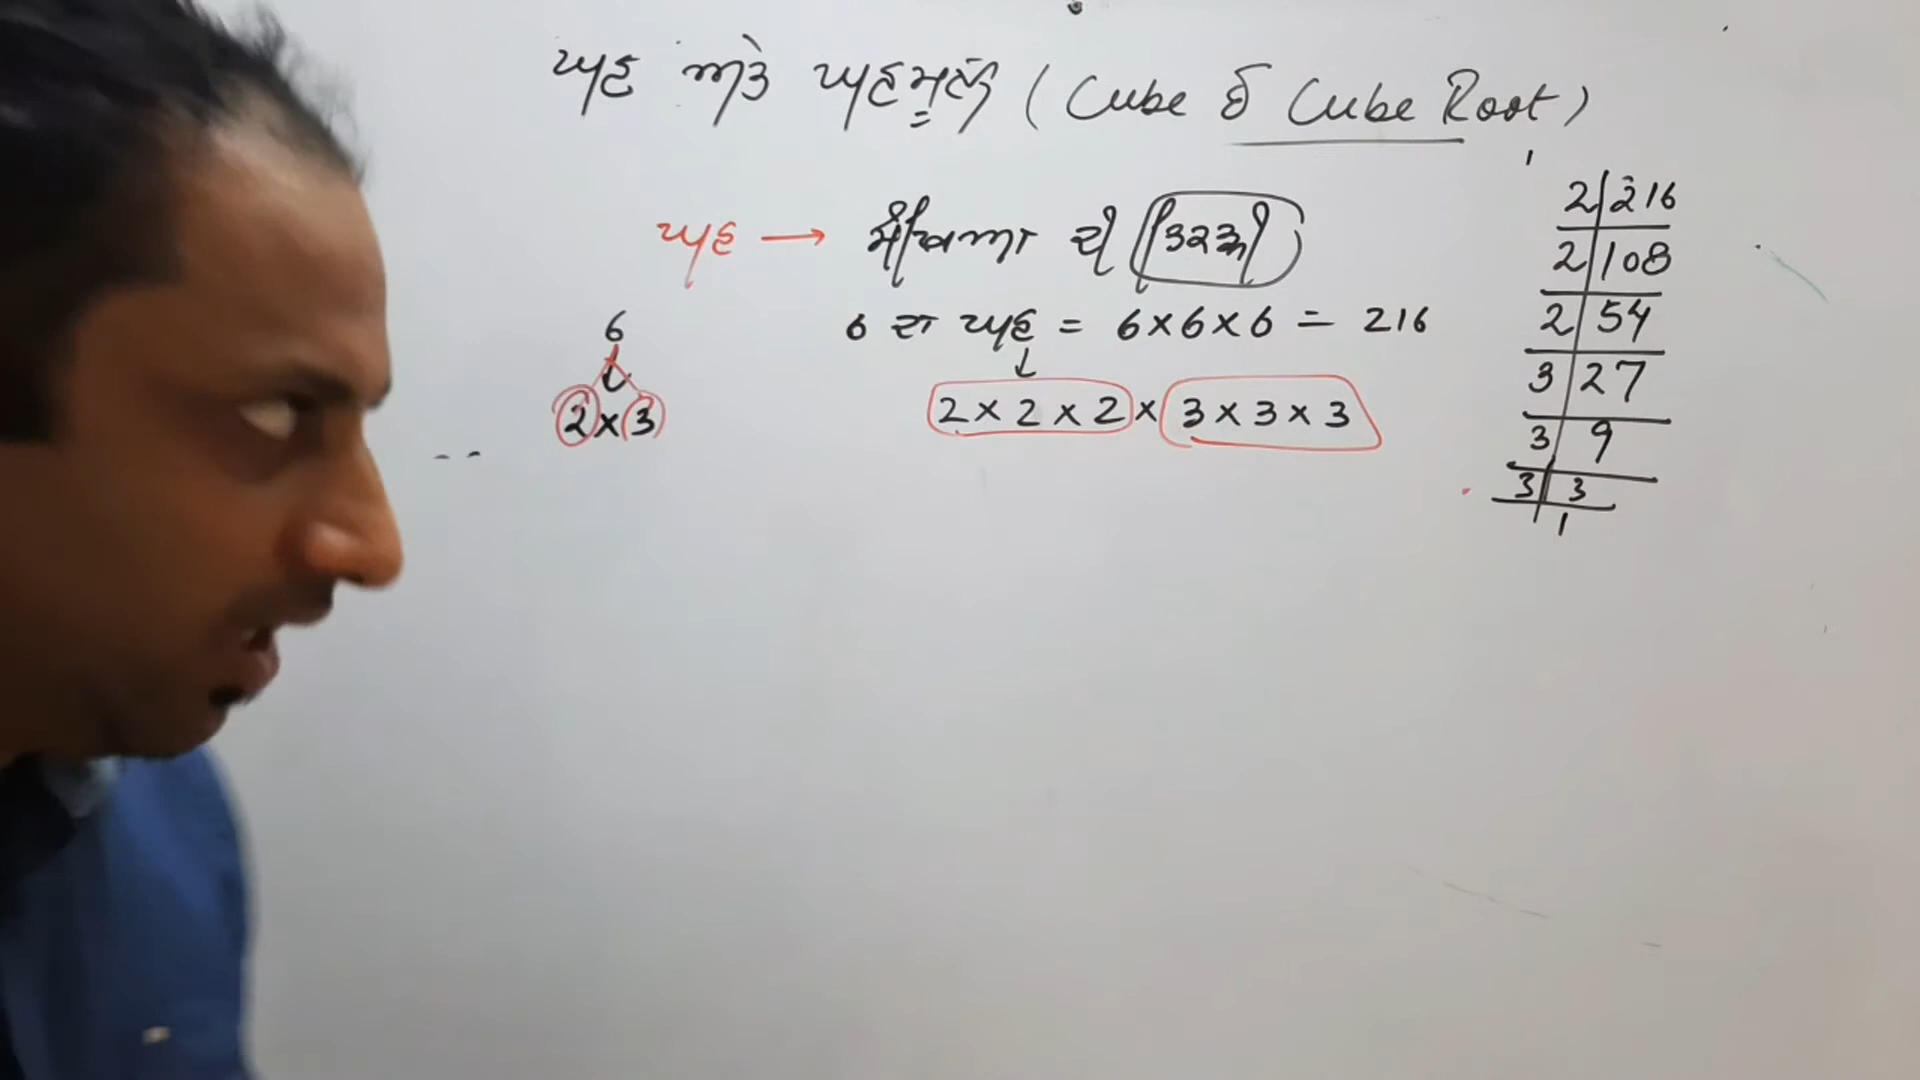 ਘਣ ਅਤੇ ਘਣਮੂਲ (Cube & Cube Root)
ਘਣ → ਸੰਖਿਆ ਦੀ
6 ਦਾ ਘਣ = 6×6×6 = 216
2 × 2 × 2 × 3 × 3 × 3
6
2 × 3
2 | 216
2 | 108
2 | 54
3 | 27
3 | 9
3 | 3
1